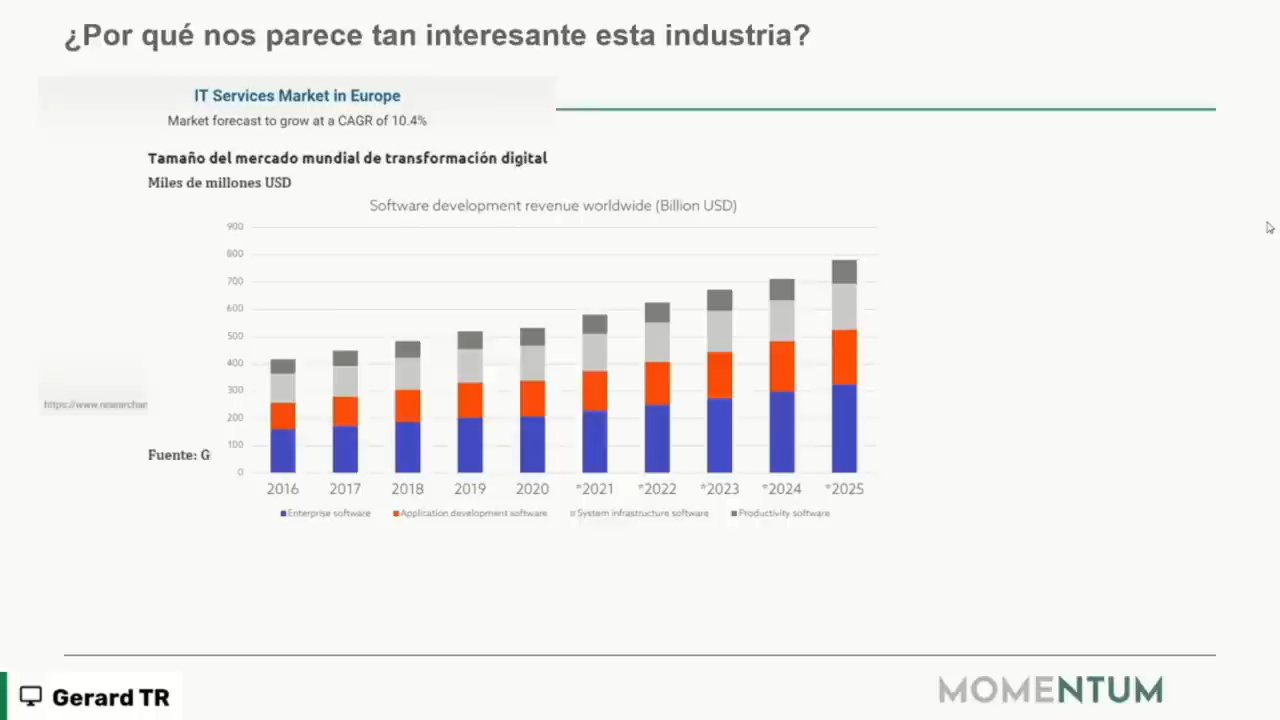 ¿Por qué nos parece tan interesante esta industria?
IT Services Market in Europe
Market forecast to grow at a CAGR of 10.4%
Tamaño del mercado mundial de transformación digital
Miles de millones USD
Software development revenue worldwide (Billion USD)
900
800
700
600
500
400
300
200
100
0
https://www.researchan
Fuente: G
2016 2017 2018 2019 2020 *2021 *2022 *2023 *2024 *2025
Enterprise software Application development software System infrastructure software Productivity software
Gerard TR
MOMENTUM